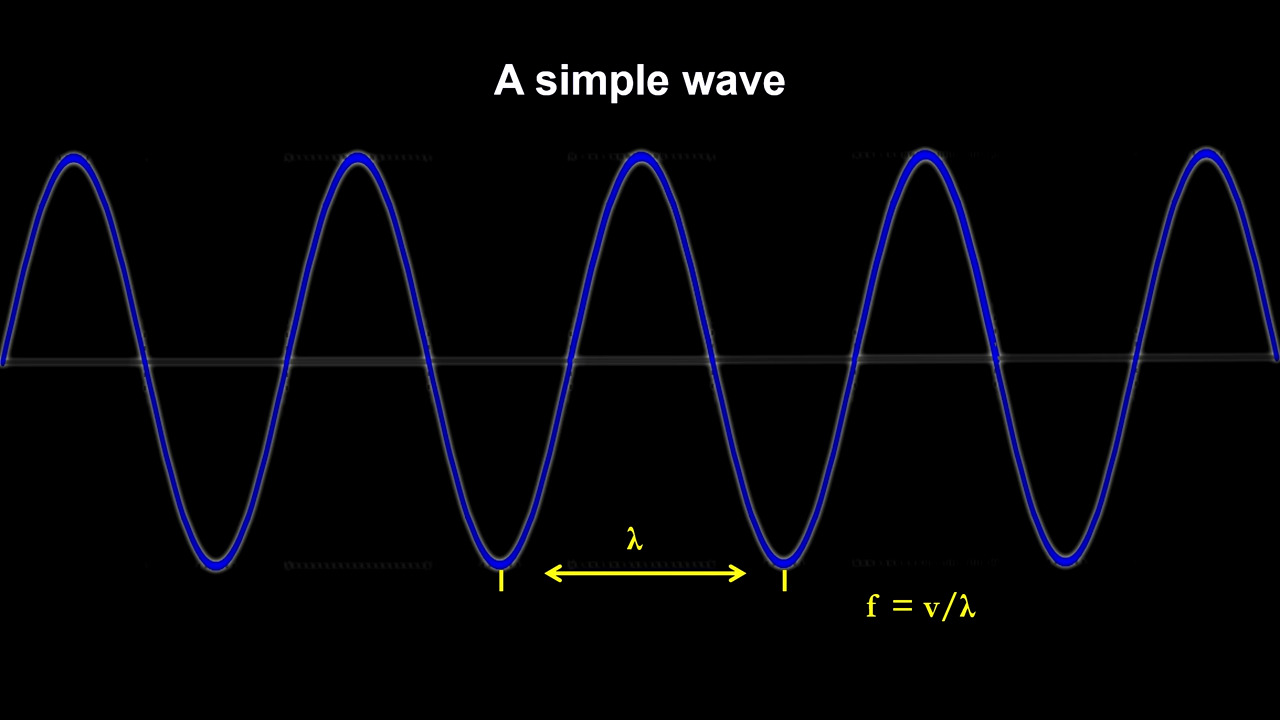 A simple wave
λ
f = v/λ